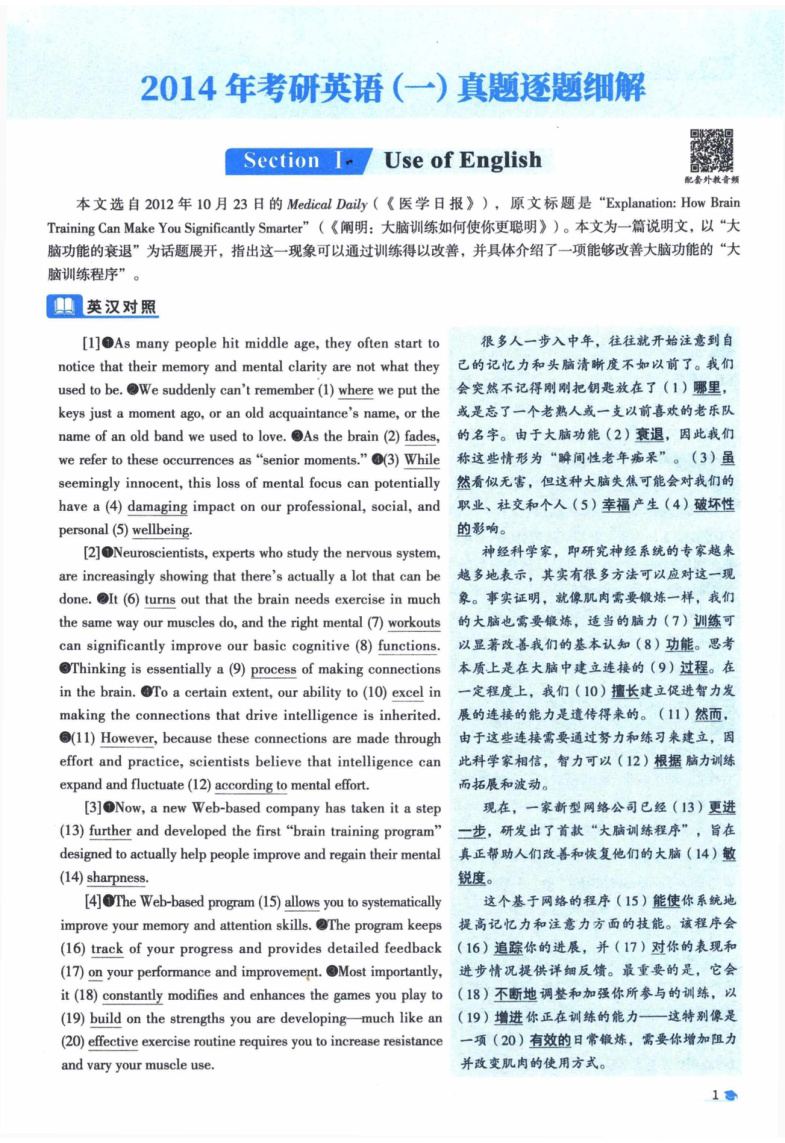 2014 年考研英语(一)真题逐题细解
Section I Use of English
配套外教音频
本文选自 2012 年 10 月 23 日的 Medical Daily(《医学日报》),原文标题是“Explanation: How Brain
Training Can Make You Significantly Smarter”(《阐明:大脑训练如何使你更聪明》)。本文为一篇说明文,以“大
脑功能的衰退”为话题展开,指出这一现象可以通过训练得以改善,并具体介绍了一项能够改善大脑功能的“大
脑训练程序”。
英汉对照
[1]❶As many people hit middle age, they often start to
notice that their memory and mental clarity are not what they
used to be. ❷We suddenly can't remember (1) where we put the
keys just a moment ago, or an old acquaintance's name, or the
name of an old band we used to love. ❸As the brain (2) fades,
we refer to these occurrences as “senior moments.” ❹(3) While
seemingly innocent, this loss of mental focus can potentially
have a (4) damaging impact on our professional, social, and
personal (5) wellbeing.
[2]❶Neuroscientists, experts who study the nervous system,
are increasingly showing that there's actually a lot that can be
done. ❷It (6) turns out that the brain needs exercise in much
the same way our muscles do, and the right mental (7) workouts
can significantly improve our basic cognitive (8) functions.
❸Thinking is essentially a (9) process of making connections
in the brain. ❹To a certain extent, our ability to (10) excel in
making the connections that drive intelligence is inherited.
❺(11) However, because these connections are made through
effort and practice, scientists believe that intelligence can
expand and fluctuate (12) according to mental effort.
[3]❶Now, a new Web-based company has taken it a step
(13) further and developed the first “brain training program”
designed to actually help people improve and regain their mental
(14) sharpness.
[4]❶The Web-based program (15) allows you to systematically
improve your memory and attention skills. ❷The program keeps
(16) track of your progress and provides detailed feedback
(17) on your performance and improvement. ❸Most importantly,
it (18) constantly modifies and enhances the games you play to
(19) build on the strengths you are developing—much like an
(20) effective exercise routine requires you to increase resistance
and vary your muscle use.
很多人一步入中年,往往就开始注意到自
己的记忆力和头脑清晰度不如以前了。我们
会突然不记得刚刚把钥匙放在了(1)哪里,
或是忘了一个老熟人或一支以前喜欢的老乐队
的名字。由于大脑功能(2)衰退,因此我们
称这些情形为“瞬间性老年痴呆”。(3)虽
然看似无害,但这种大脑失焦可能会对我们的
职业、社交和个人(5)幸福产生(4)破坏性
的影响。
神经科学家,即研究神经系统的专家越来
越多地表示,其实有很多方法可以应对这一现
象。事实证明,就像肌肉需要锻炼一样,我们
的大脑也需要锻炼,适当的脑力(7)训练可
以显著改善我们的基本认知(8)功能。思考
本质上是在大脑中建立连接的(9)过程。在
一定程度上,我们(10)擅长建立促进智力发
展的连接的能力是遗传得来的。(11)然而,
由于这些连接需要通过努力和练习来建立,因
此科学家相信,智力可以(12)根据脑力训练
而拓展和波动。
现在,一家新型网络公司已经(13)更进
一步,研发出了首款“大脑训练程序”,旨在
真正帮助人们改善和恢复他们的大脑(14)敏
锐度。
这个基于网络的程序(15)能使你系统地
提高记忆力和注意力方面的技能。该程序会
(16)追踪你的进展,并(17)对你的表现和
进步情况提供详细反馈。最重要的是,它会
(18)不断地调整和加强你所参与的训练,以
(19)增进你正在训练的能力——这特别像是
一项(20)有效的日常锻炼,需要你增加阻力
并改变肌肉的使用方式。
1